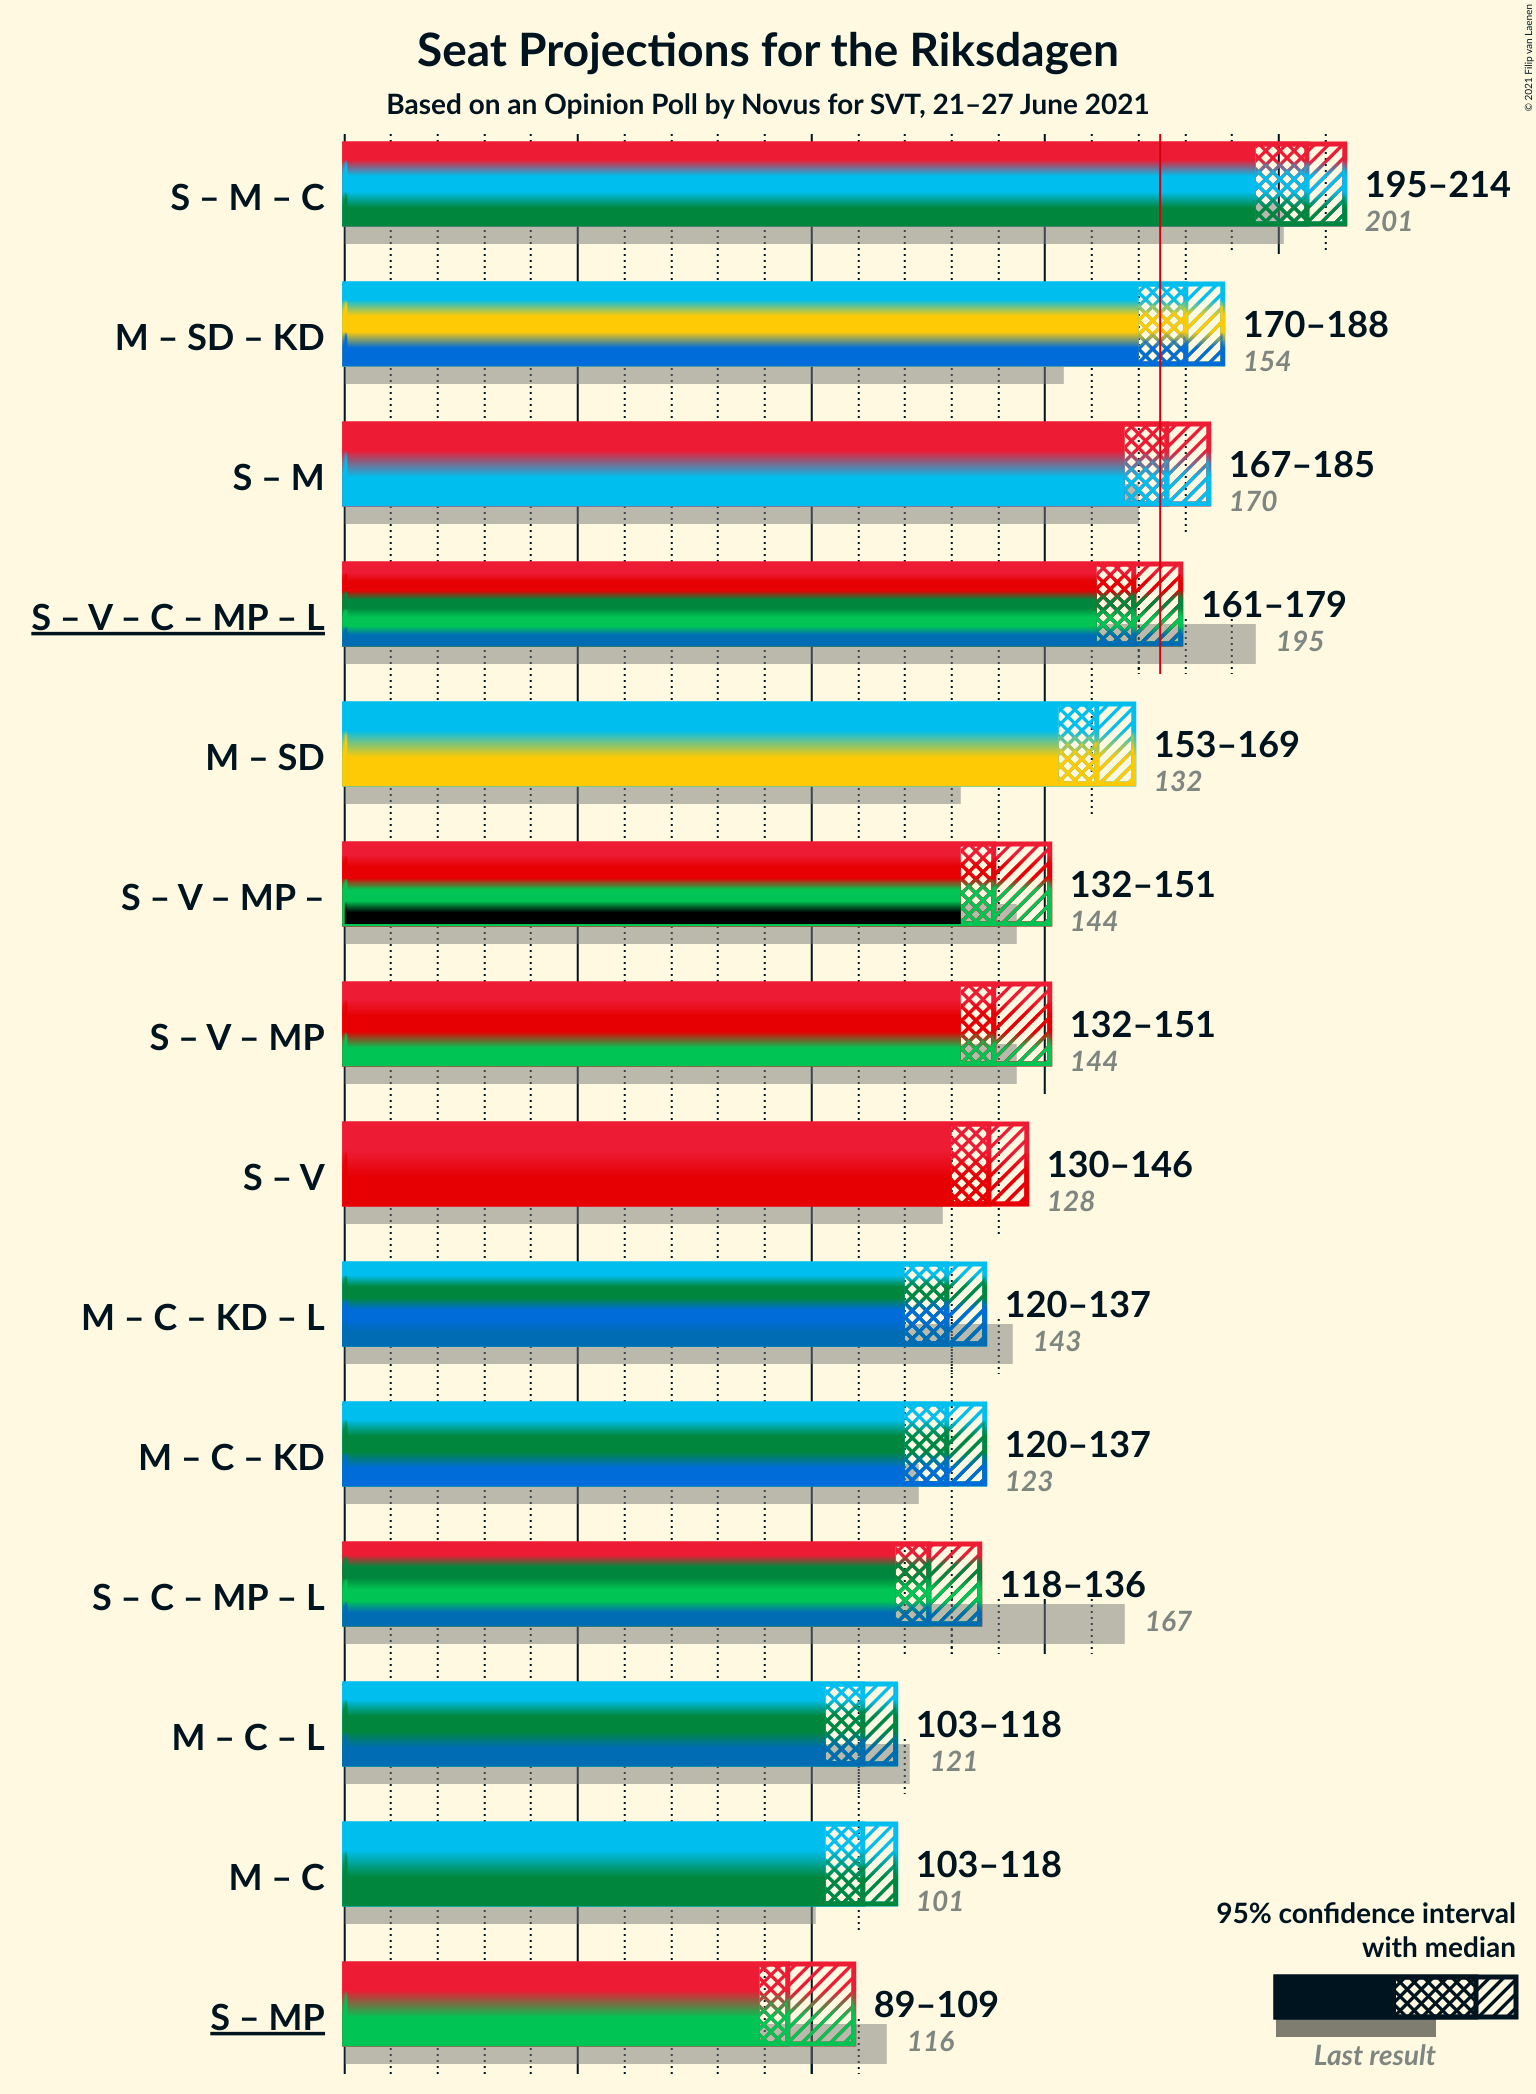 Seat Projections for the Riksdagen
Based on an Opinion Poll by Novus for SVT, 21–27 June 2021
© 2021 Filip van Laenen
S – M – C
195–214
201
M – SD – KD
170–188
154
S – M
167–185
170
S – V – C – MP – L
161–179
195
M – SD
153–169
132
S – V – MP –
132–151
144
S – V – MP
132–151
144
S – V
130–146
128
M – C – KD – L
120–137
143
M – C – KD
120–137
123
S – C – MP – L
118–136
167
M – C – L
103–118
121
M – C
103–118
101
S – MP
89–109
116
95% confidence interval
with median
Last result